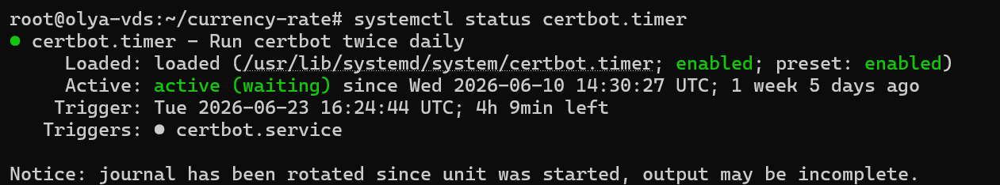 root@olya-vds:~/currency-rate# systemctl status certbot.timer
● certbot.timer - Run certbot twice daily
     Loaded: loaded (/usr/lib/systemd/system/certbot.timer; enabled; preset: enabled)
     Active: active (waiting) since Wed 2026-06-10 14:30:27 UTC; 1 week 5 days ago
    Trigger: Tue 2026-06-23 16:24:44 UTC; 4h 9min left
   Triggers: ● certbot.service

Notice: journal has been rotated since unit was started, output may be incomplete.